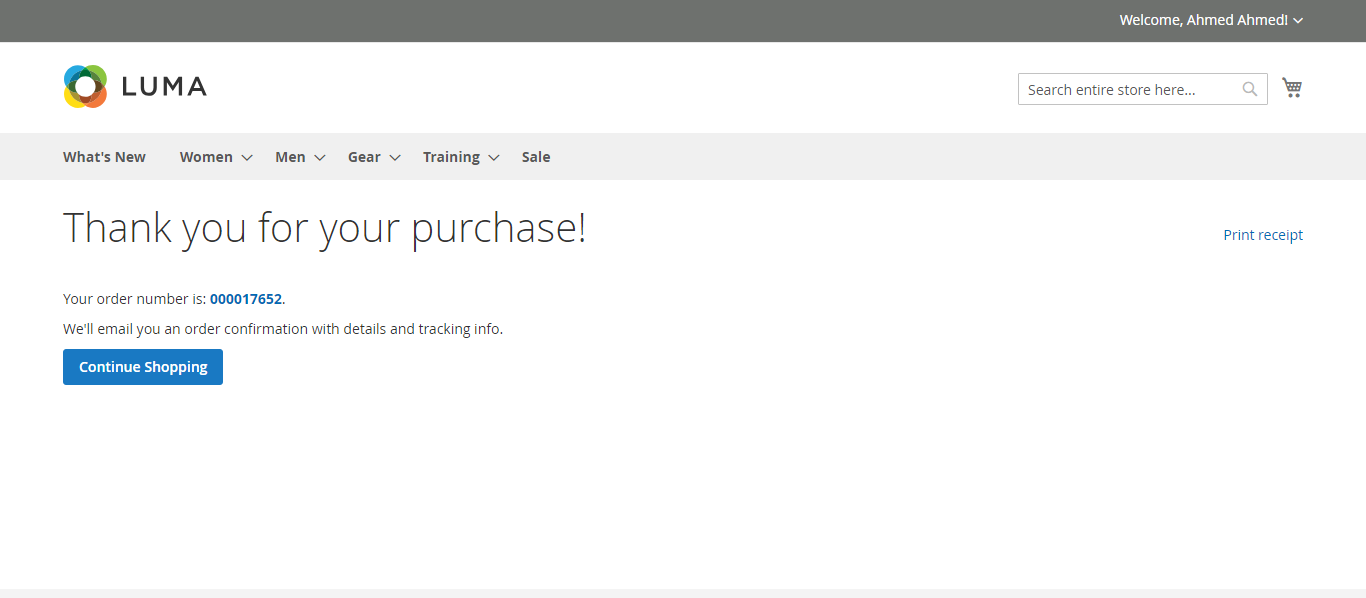 Welcome, Ahmed Ahmed!
LUMA
Search entire store here...
What's New Women Men Gear Training Sale
Thank you for your purchase!
Print receipt
Your order number is: 000017652.
We'll email you an order confirmation with details and tracking info.
Continue Shopping